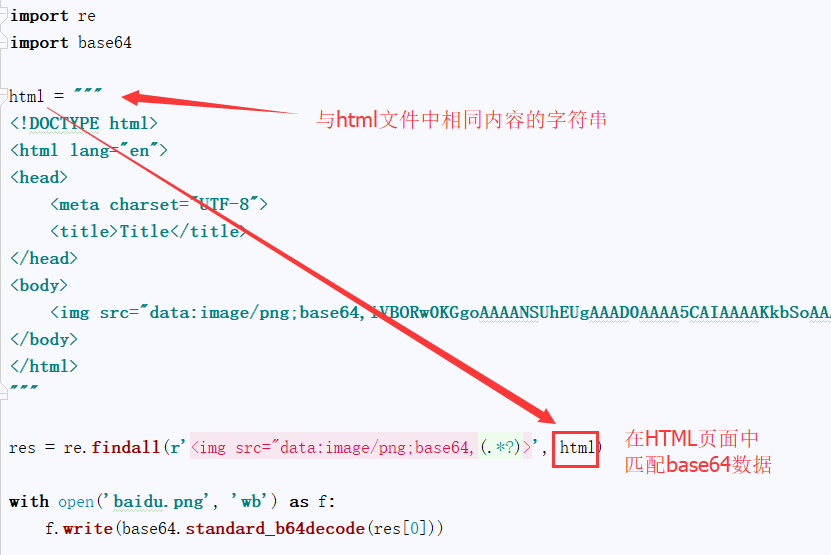 import re
import base64
html = """
与html文件中相同内容的字符串
<!DOCTYPE html>
<html lang="en">
<head>
<meta charset="UTF-8">
<title>Title</title>
</head>
<body>
<img src="data:image/png;base64,iVBORw0KGgoAAAANSUhEUgAAAD0AAAA5CAIAAAAKkbSoAAA
</body>
</html>
"""
res = re.findall(r'<img src="data:image/png;base64,(.*?)>', html)
在HTML页面中
匹配base64数据
with open('baidu.png', 'wb') as f:
f.write(base64.standard_b64decode(res[0]))